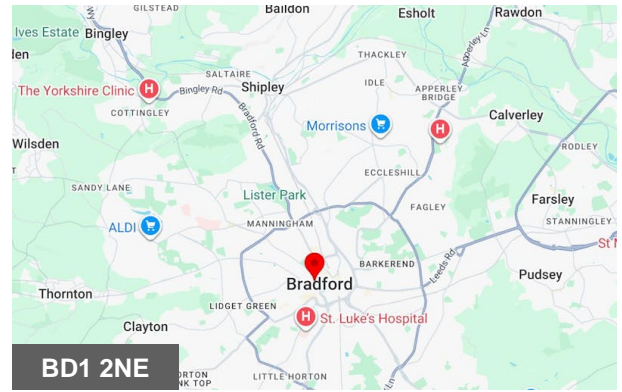 GILSTEAD
Baildon
Esholt
Rawdon
Ives Estate
Bingley
THACKLEY
Apperley Ln
SALTAIRE
IDLE
APPERLEY
BRIDGE
The Yorkshire Clinic
H
Bingley Rd
Shipley
COTTINGLEY
Bradford Rd
Morrisons
H
Calverley
Wilsden
RODLEY
ECCLESHILL
SANDY LANE
Lister Park
FAGLEY
Farsley
ALDI
MANNINGHAM
STANNINGLEY
Leeds Rd
BARKEREND
Pudsey
Bradford
Thornton
LIDGET GREEN
H
St. Luke's Hospital
Clayton
BD1 2NE
LITTLE HORTON